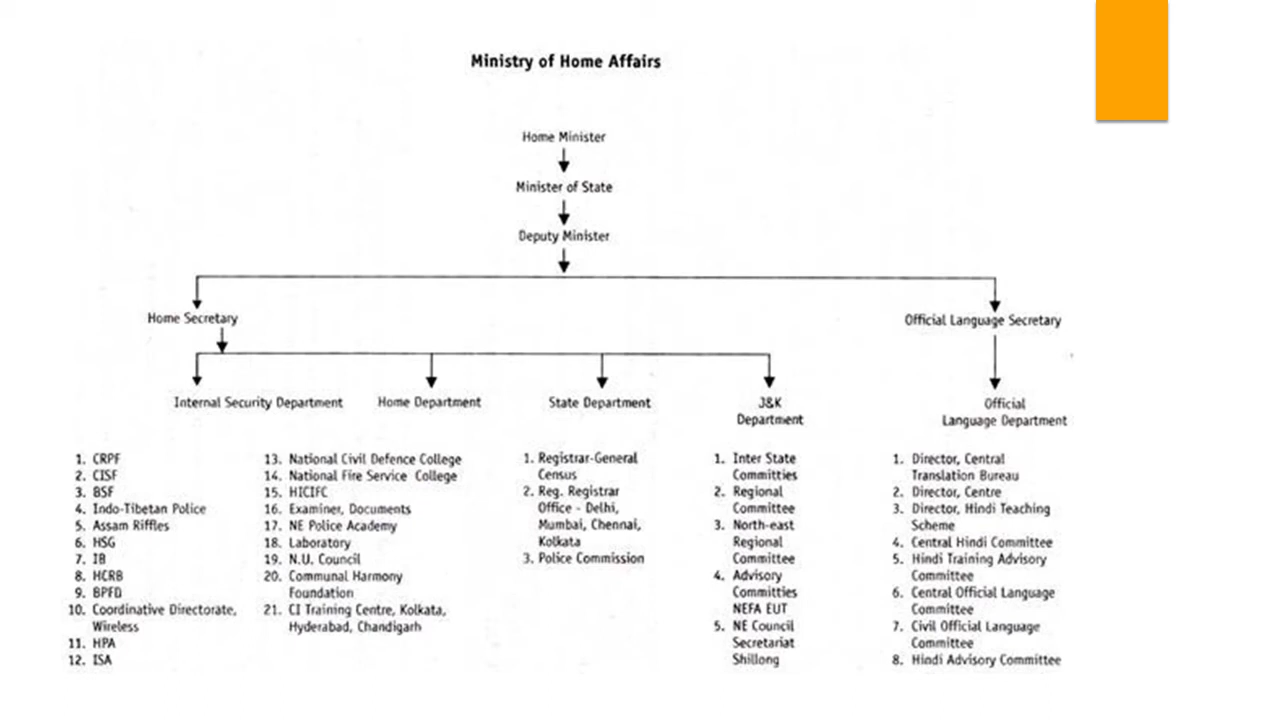 Ministry of Home Affairs
Home Minister
Minister of State
Deputy Minister
Home Secretary
Official Language Secretary
Internal Security Department
Home Department
State Department
J&K
Department
Official
Language Department
1. CRPF
2. CISF
3. BSF
4. Indo-Tibetan Police
5. Assam Riffles
6. HSG
7. IB
8. HCRB
9. BPFD
10. Coordinative Directorate,
Wireless
11. HPA
12. ISA
13. National Civil Defence College
14. National Fire Service College
15. HICIFC
16. Examiner, Documents
17. NE Police Academy
18. Laboratory
19. N.U. Council
20. Communal Harmony
Foundation
21. CI Training Centre, Kolkata,
Hyderabad, Chandigarh
1. Registrar-General
Census
2. Reg. Registrar
Office - Delhi,
Mumbai, Chennai,
Kolkata
3. Police Commission
1. Inter State
Committies
2. Regional
Committee
3. North-east
Regional
Committee
4. Advisory
Committies
NEFA EUT
5. NE Council
Secretariat
Shillong
1. Director, Central
Translation Bureau
2. Director, Centre
3. Director, Hindi Teaching
Scheme
4. Central Hindi Committee
5. Hindi Training Advisory
Committee
6. Central Official Language
Committee
7. Civil Official Language
Committee
8. Hindi Advisory Committee